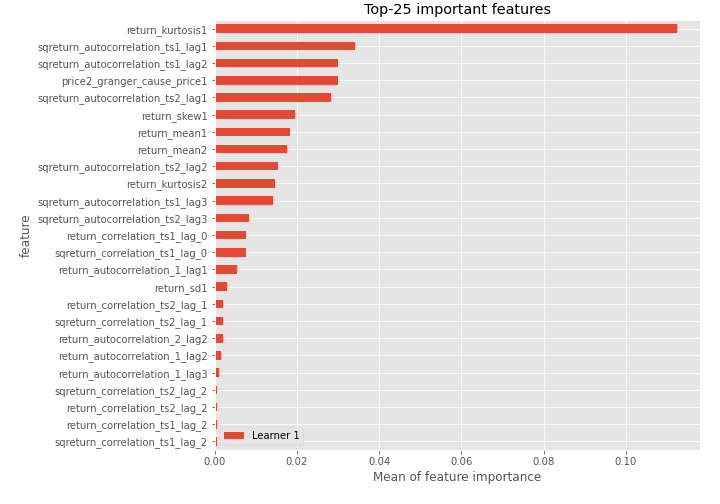 Top-25 important features
return_kurtosis1
sqreturn_autocorrelation_ts1_lag1
sqreturn_autocorrelation_ts1_lag2
price2_granger_cause_price1
sqreturn_autocorrelation_ts2_lag1
return_skew1
return_mean1
return_mean2
sqreturn_autocorrelation_ts2_lag2
return_kurtosis2
sqreturn_autocorrelation_ts1_lag3
sqreturn_autocorrelation_ts2_lag3
return_correlation_ts1_lag_0
sqreturn_correlation_ts1_lag_0
return_autocorrelation_1_lag1
return_sd1
return_correlation_ts2_lag_1
sqreturn_correlation_ts2_lag_1
return_autocorrelation_2_lag2
return_autocorrelation_1_lag2
return_autocorrelation_1_lag3
sqreturn_correlation_ts2_lag_2
return_correlation_ts2_lag_2
return_correlation_ts1_lag_2
sqreturn_correlation_ts1_lag_2
feature
Learner 1
0.00 0.02 0.04 0.06 0.08 0.10
Mean of feature importance